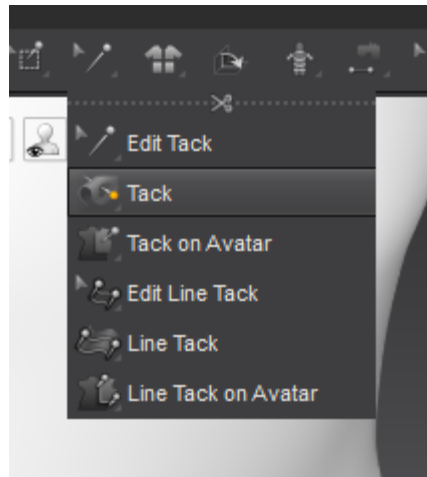 Edit Tack
Tack
Tack on Avatar
Edit Line Tack
Line Tack
Line Tack on Avatar